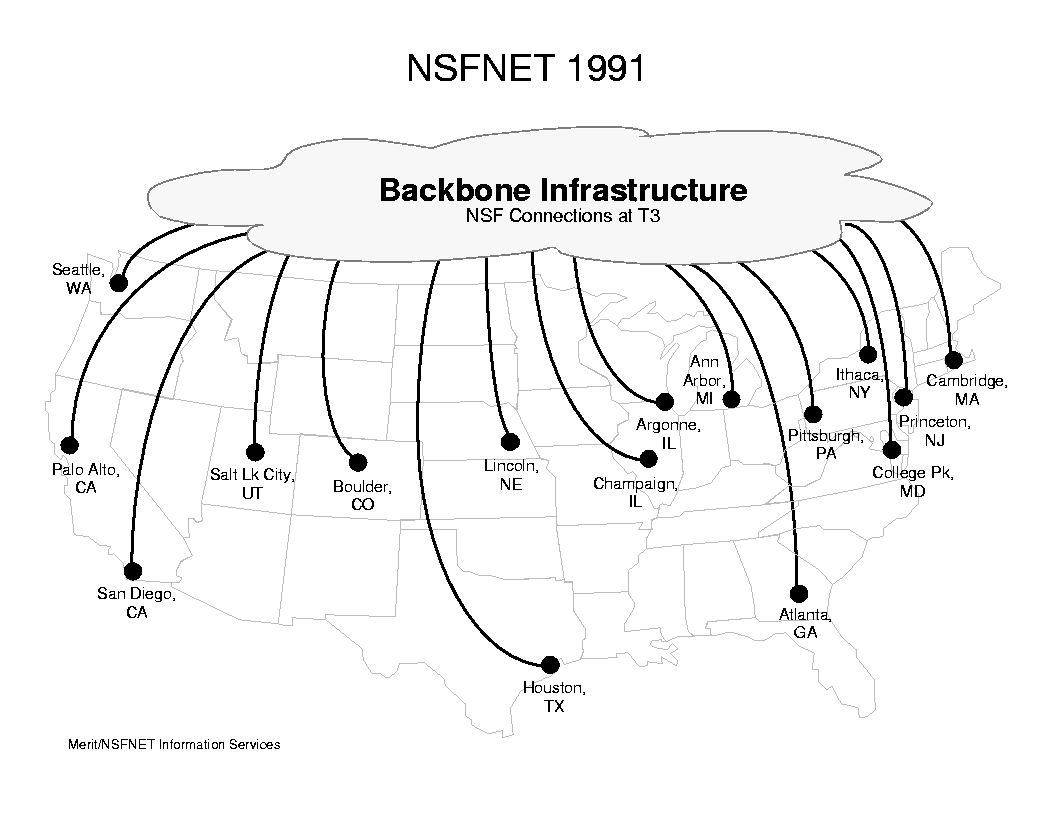 NSFNET 1991
Backbone Infrastructure
NSF Connections at T3
Seattle,
WA
Palo Alto,
CA
San Diego,
CA
Salt Lk City,
UT
Boulder,
CO
Lincoln,
NE
Houston,
TX
Champaign,
IL
Argonne,
IL
Ann
Arbor,
MI
Pittsburgh,
PA
Atlanta,
GA
Ithaca,
NY
College Pk,
MD
Princeton,
NJ
Cambridge,
MA
Merit/NSFNET Information Services